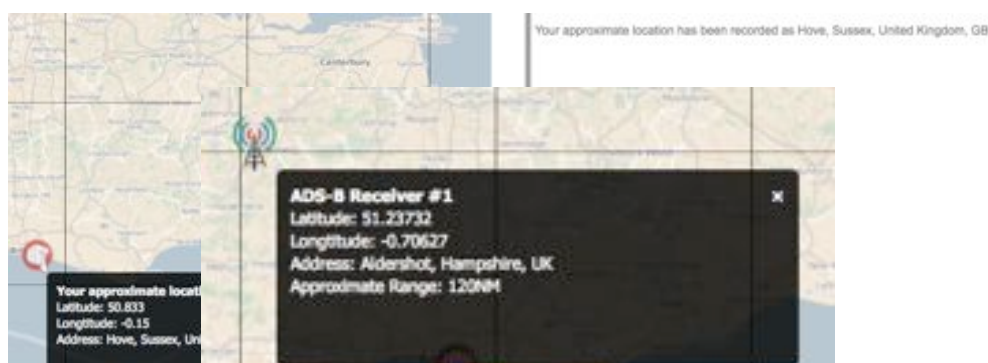 Your approximate location has been recorded as Hove, Sussex, United Kingdom, GB
Canterbury
ADS-B Receiver #1
Latitude: 51.23732
Longtitude: -0.70627
Address: Aldershot, Hampshire, UK
Approximate Range: 120NM
Your approximate locati
Latitude: 50.833
Longtitude: -0.15
Address: Hove, Sussex, Un